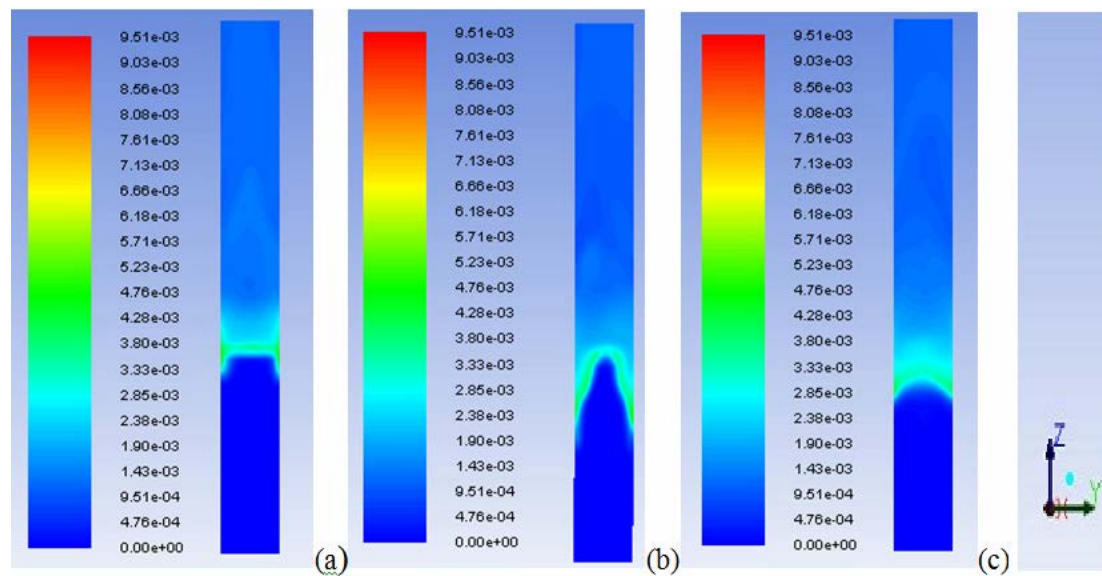 9.51e-03
9.03e-03
8.56e-03
8.08e-03
7.61e-03
7.13e-03
6.66e-03
6.18e-03
5.71e-03
5.23e-03
4.76e-03
4.28e-03
3.80e-03
3.33e-03
2.85e-03
2.38e-03
1.90e-03
1.43e-03
9.51e-04
4.76e-04
0.00e+00
(a)
9.51e-03
9.03e-03
8.56e-03
8.08e-03
7.61e-03
7.13e-03
6.66e-03
6.18e-03
5.71e-03
5.23e-03
4.76e-03
4.28e-03
3.80e-03
3.33e-03
2.85e-03
2.38e-03
1.90e-03
1.43e-03
9.51e-04
4.76e-04
0.00e+00
(b)
9.51e-03
9.03e-03
8.56e-03
8.08e-03
7.61e-03
7.13e-03
6.66e-03
6.18e-03
5.71e-03
5.23e-03
4.76e-03
4.28e-03
3.80e-03
3.33e-03
2.85e-03
2.38e-03
1.90e-03
1.43e-03
9.51e-04
4.76e-04
0.00e+00
(c)
Z
X
Y